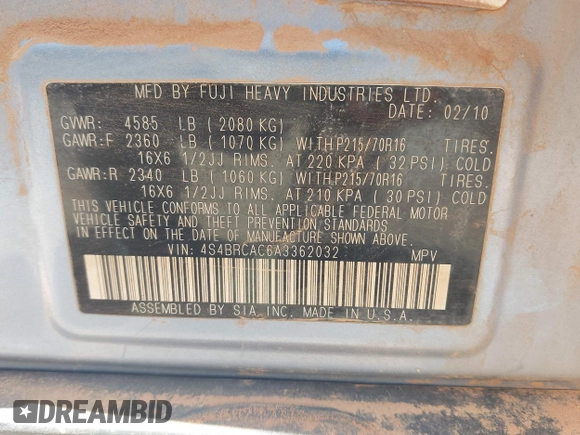 MFD BY FUJI HEAVY INDUSTRIES LTD.
DATE: 02/10
GVWR: 4585 LB ( 2080 KG)
GAWR:F 2360 LB ( 1070 KG) WITH P215/70R16 TIRES.
16X6 1/2JJ RIMS. AT 220 KPA ( 32 PSI) COLD
GAWR:R 2340 LB ( 1060 KG) WITH P215/70R16 TIRES.
16X6 1/2JJ RIMS. AT 210 KPA ( 30 PSI) COLD
THIS VEHICLE CONFORMS TO ALL APPLICABLE FEDERAL MOTOR
VEHICLE SAFETY AND THEFT PREVENTION STANDARDS
IN EFFECT ON THE DATE OF MANUFACTURE SHOWN ABOVE.
VIN: 4S4BRCAC6A3362032 MPV
ASSEMBLED BY SIA INC. IN U.S.A.
DREAMBID